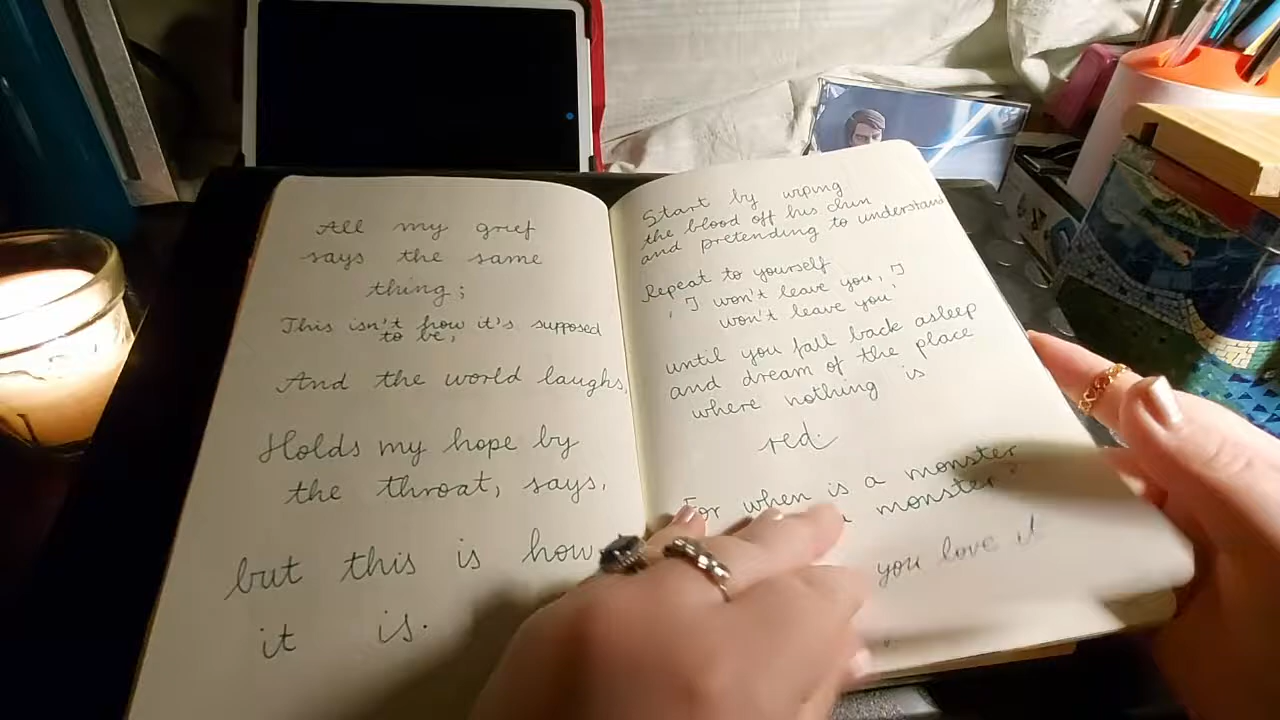 All my grief
says the same
thing;
This isn't how it's supposed
to be,
And the world laughs,
Holds my hope by
the throat, says,
but this is how
it is.
Start by wiping
the blood off his chin
and pretending to understand
Repeat to yourself
, I won't leave you, I
won't leave you'
until you fall back asleep
and dream of the place
where nothing is
red.
For when is a monster
a monster?
you love it